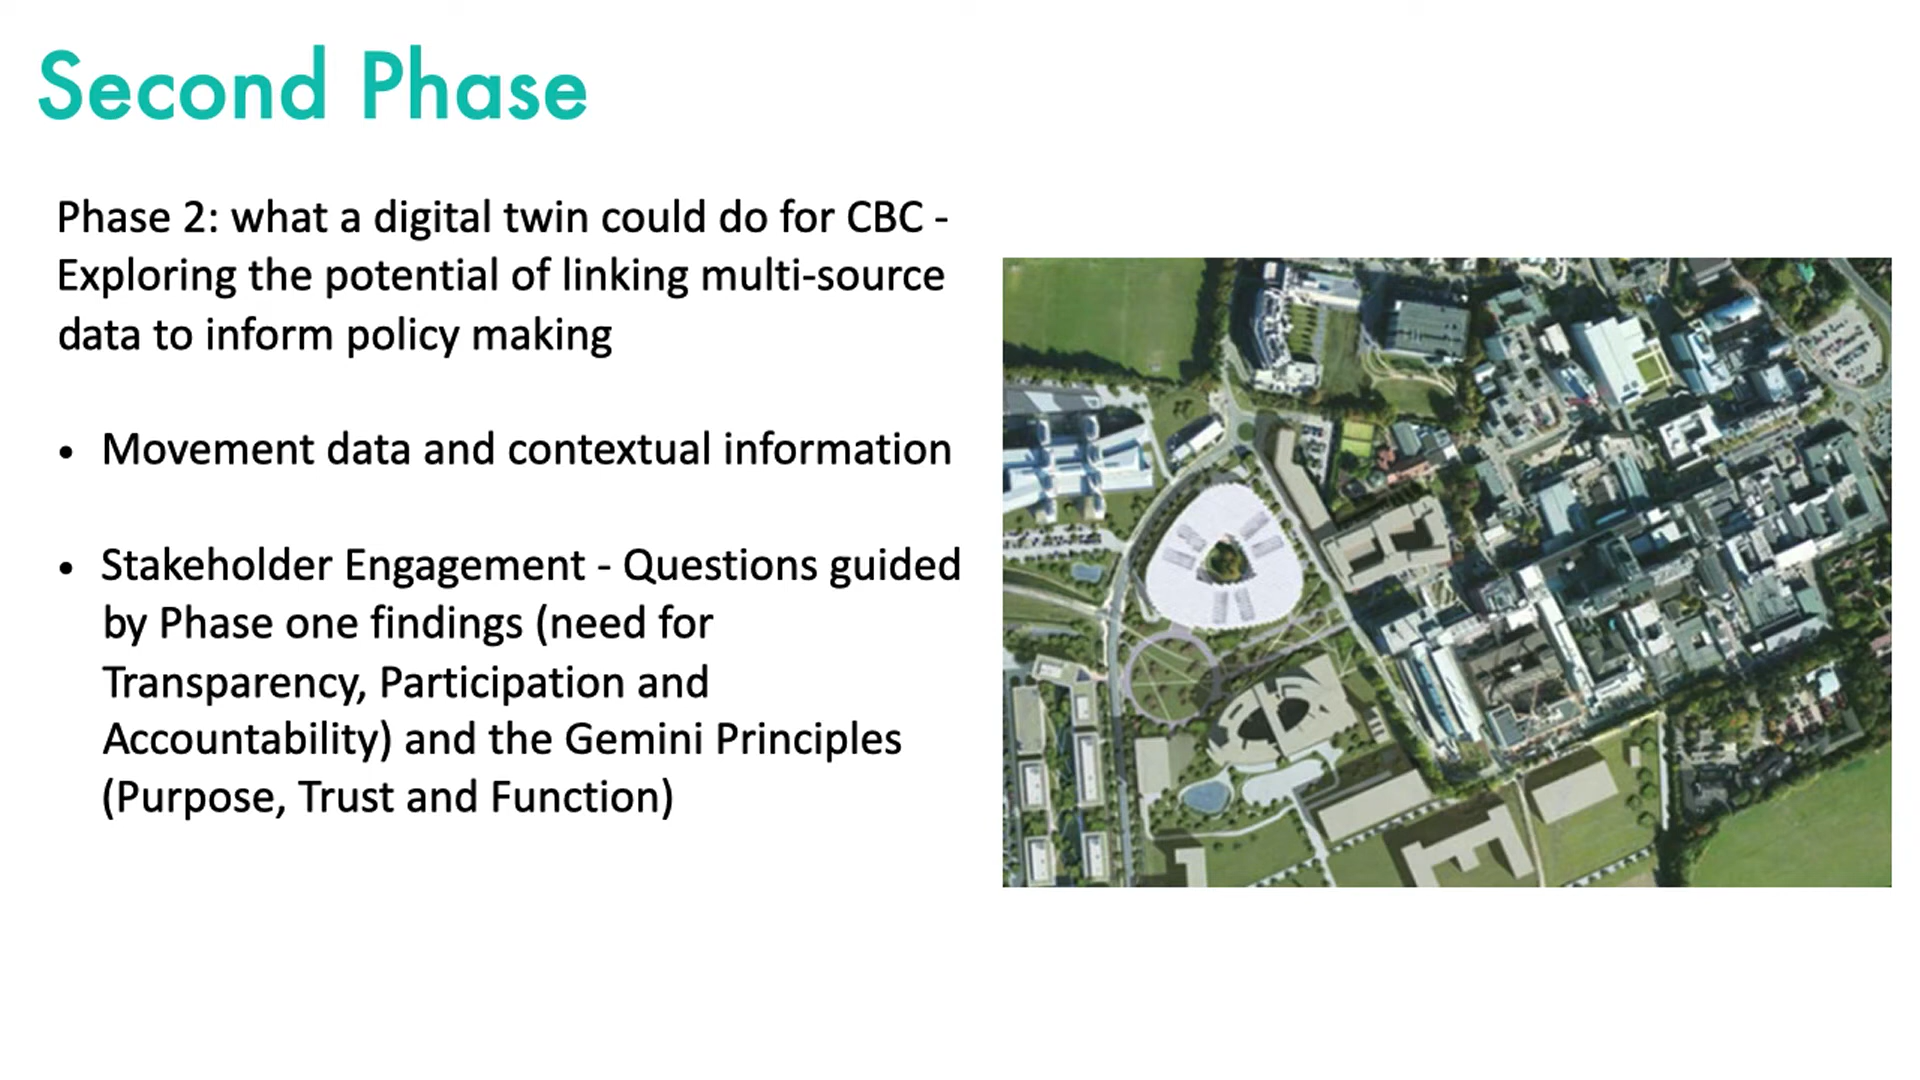 Second Phase
Phase 2: what a digital twin could do for CBC -
Exploring the potential of linking multi-source
data to inform policy making
• Movement data and contextual information
• Stakeholder Engagement - Questions guided
by Phase one findings (need for
Transparency, Participation and
Accountability) and the Gemini Principles
(Purpose, Trust and Function)